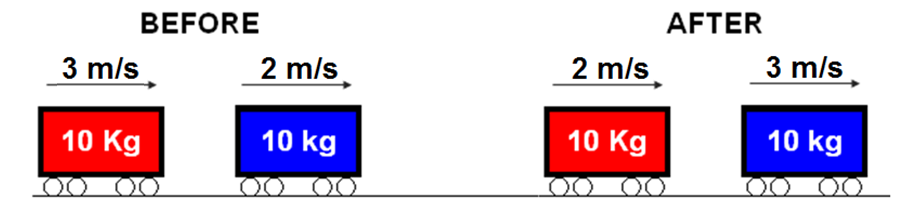 BEFORE
AFTER
3 m/s
2 m/s
2 m/s
3 m/s
10 Kg
10 kg
10 Kg
10 kg